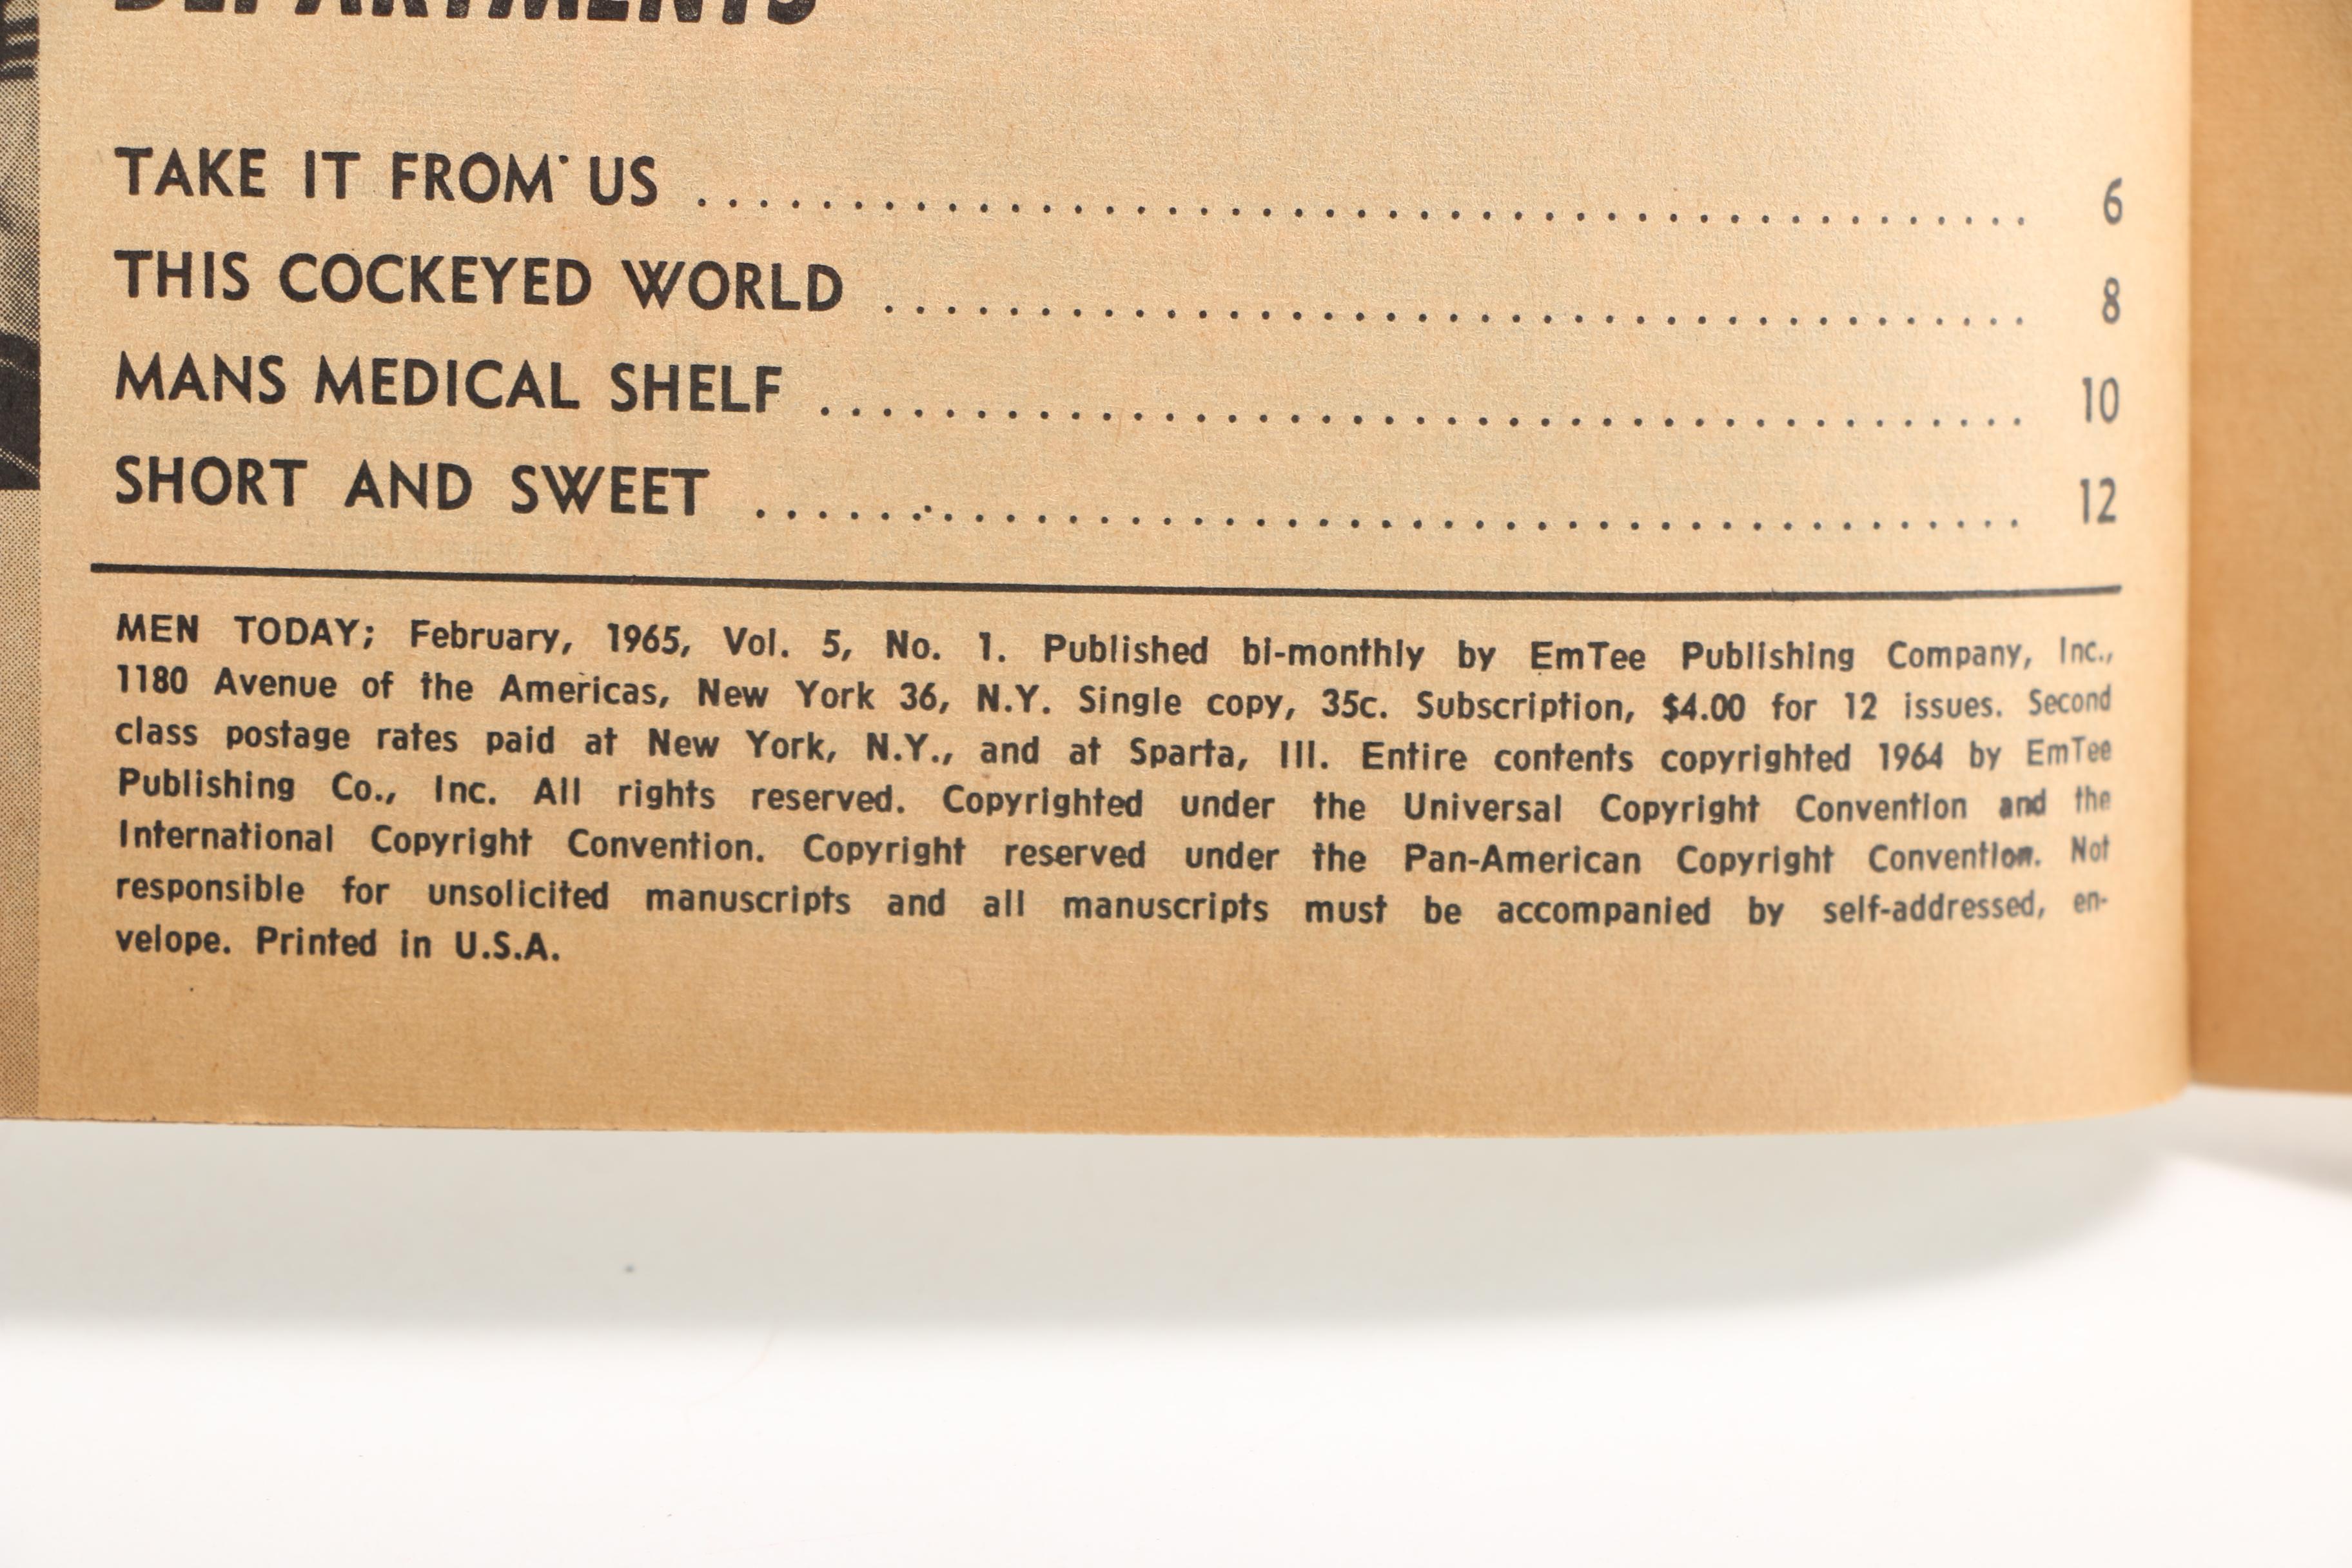 DEPARTMENTS
TAKE IT FROM US ........................................... 6
THIS COCKEYED WORLD ..................................... 8
MANS MEDICAL SHELF ....................................... 10
SHORT AND SWEET ......................................... 12
MEN TODAY; February, 1965, Vol. 5, No. 1. Published bi-monthly by EmTee Publishing Company, Inc.,
1180 Avenue of the Americas, New York 36, N.Y. Single copy, 35c. Subscription, $4.00 for 12 issues. Second
class postage rates paid at New York, N.Y., and at Sparta, Ill. Entire contents copyrighted 1964 by EmTee
Publishing Co., Inc. All rights reserved. Copyrighted under the Universal Copyright Convention and the
International Copyright Convention. Copyright reserved under the Pan-American Copyright Convention. Not
responsible for unsolicited manuscripts and all manuscripts must be accompanied by self-addressed, en-
velope. Printed in U.S.A.